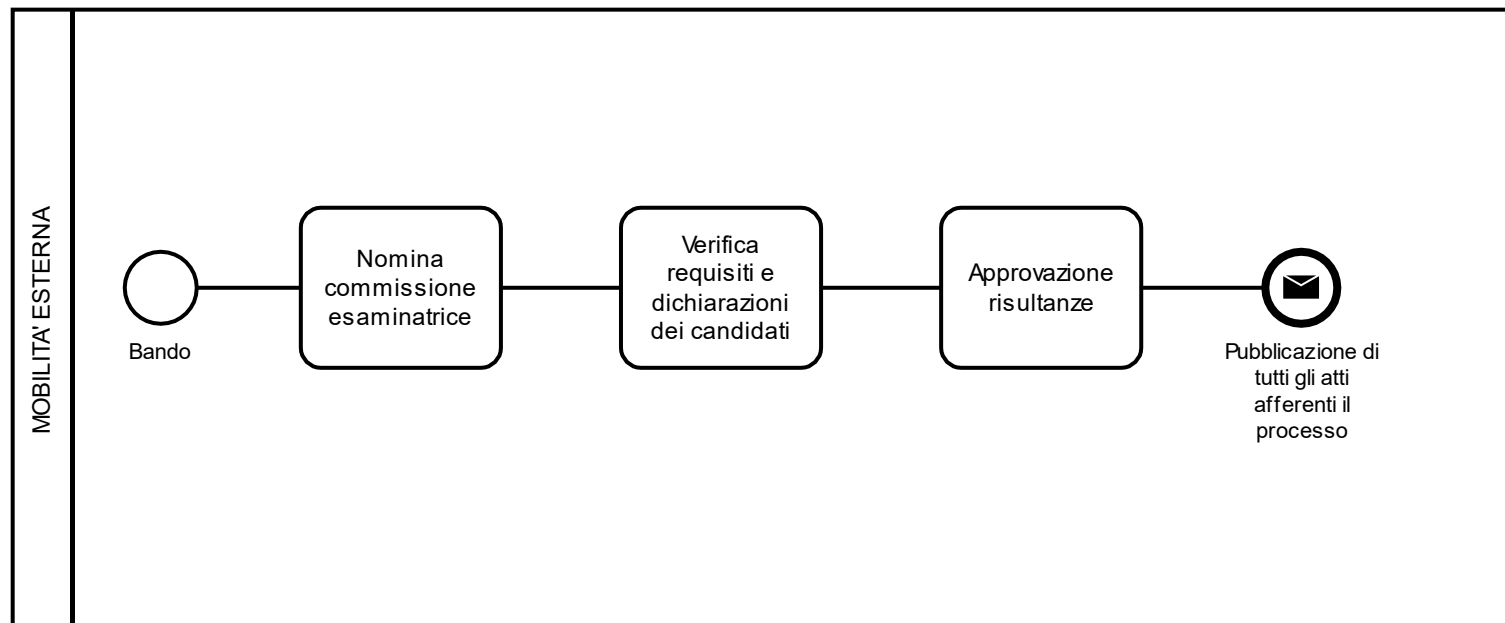 MOBILITA' ESTERNA
Bando
Nomina
commissione
esaminatrice
Verifica
requisiti e
dichiarazioni
dei candidati
Approvazione
risultanze
Pubblicazione di
tutti gli atti
afferenti il
processo